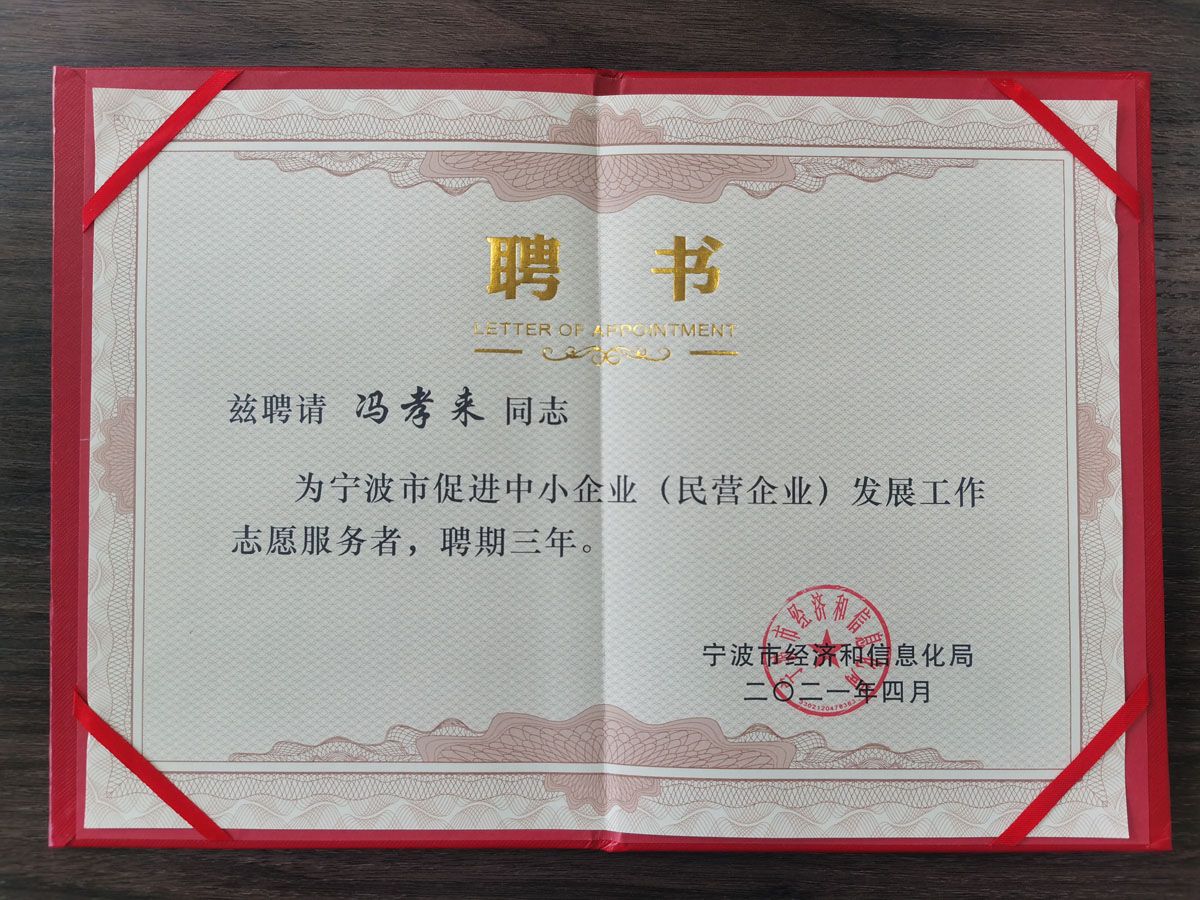 聘 书
LETTER OF APPOINTMENT
兹聘请 冯孝来 同志
为宁波市促进中小企业（民营企业）发展工作
志愿服务者，聘期三年。
宁波市经济和信息化局
二〇二一年四月